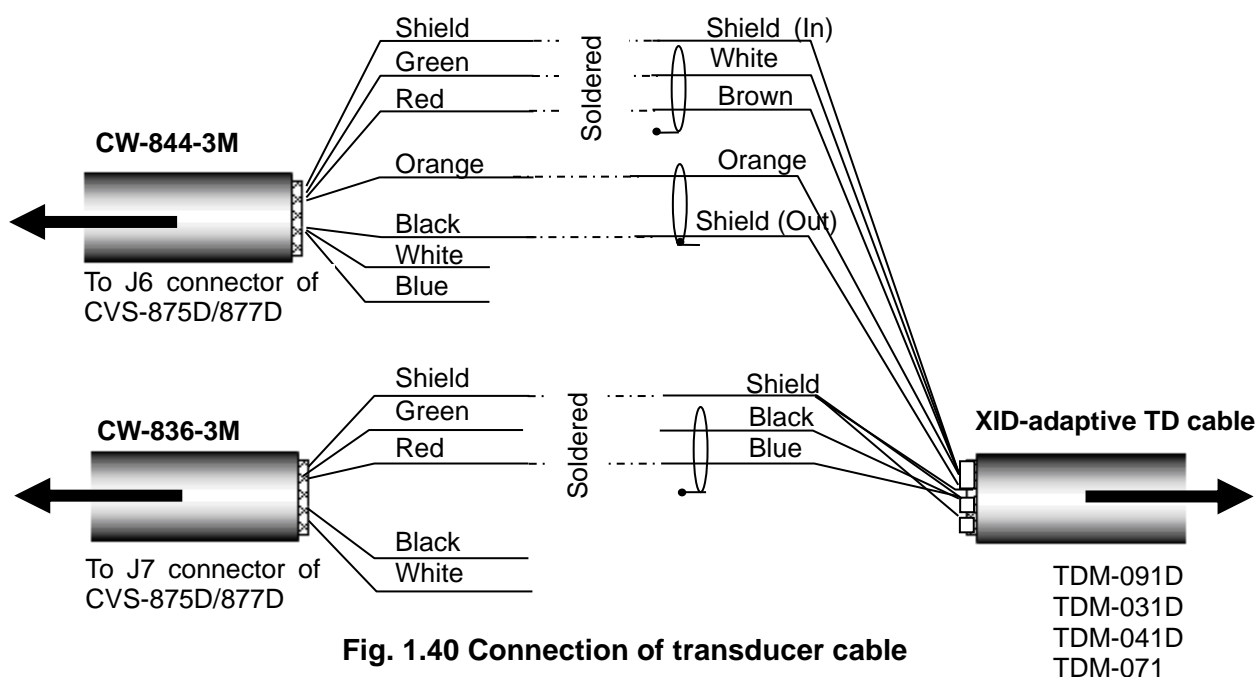 Shield
Green
Red
Orange
Black
White
Blue
Soldered
Shield (In)
White
Brown
Orange
Shield (Out)
CW-844-3M
To J6 connector of
CVS-875D/877D
Shield
Green
Red
Black
White
Soldered
Shield
Black
Blue
CW-836-3M
To J7 connector of
CVS-875D/877D
XID-adaptive TD cable
TDM-091D
TDM-031D
TDM-041D
TDM-071
Fig. 1.40 Connection of transducer cable